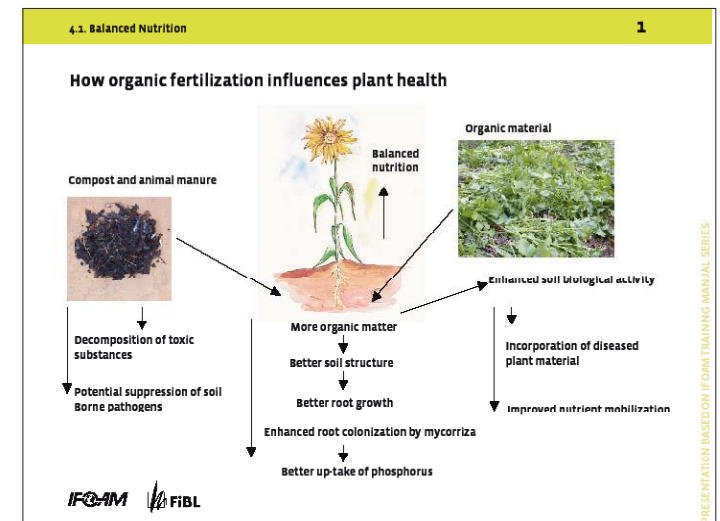 4.1. Balanced Nutrition
1
How organic fertilization influences plant health
Organic material
Balanced
nutrition
Compost and animal manure
Enhanced soil biological activity
More organic matter
Decomposition of toxic
substances
Incorporation of diseased
plant material
Better soil structure
Potential suppression of soil
Borne pathogens
Better root growth
Improved nutrient mobilization
Enhanced root colonization by mycorriza
Better up-take of phosphorus
IFOAM
FiBL
PRESENTATION BASED ON IFOAM TRAINNG MANJAL SERIES